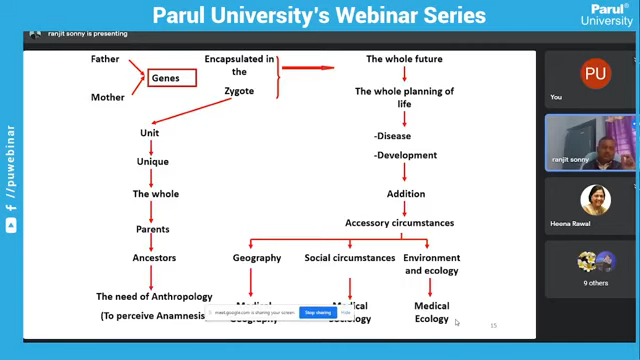 Parul University's Webinar Series
Parul®
University
ranjit sonny is presenting
Father
Mother
Genes
Encapsulated in
the
Zygote
The whole future
The whole planning of
life
-Disease
-Development
Addition
Accessory circumstances
Unit
Unique
The whole
Parents
Ancestors
The need of Anthropology
(To perceive Anamnesis
Geography
Social circumstances
Environment
and ecology
Medical
Geography
Medical
Sociology
Medical
Ecology
meet.google.com is sharing your screen.
Stop sharing
Hide
15
PU
You
ranjit sonny
Heena Rawal
9 others
/puwebinar